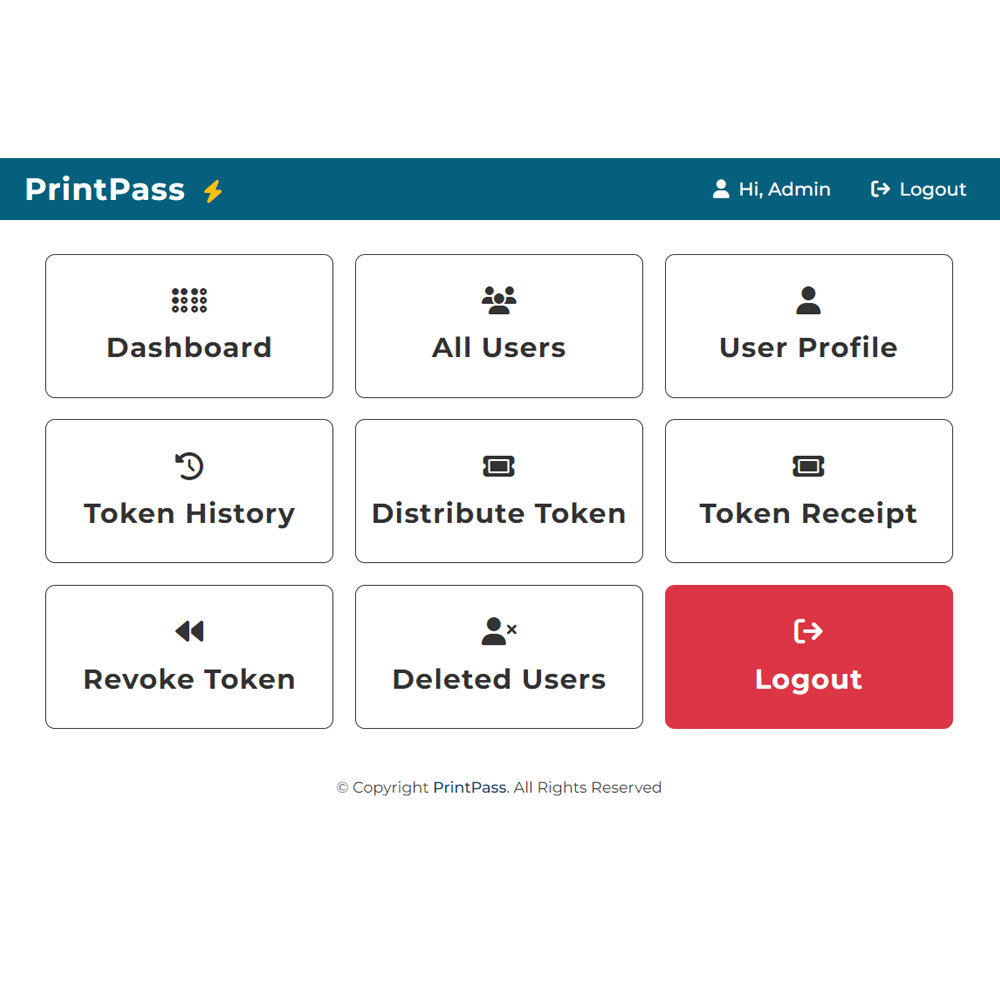 PrintPass
Hi, Admin
Logout
Dashboard
All Users
User Profile
Token History
Distribute Token
Token Receipt
Revoke Token
Deleted Users
Logout
© Copyright PrintPass. All Rights Reserved